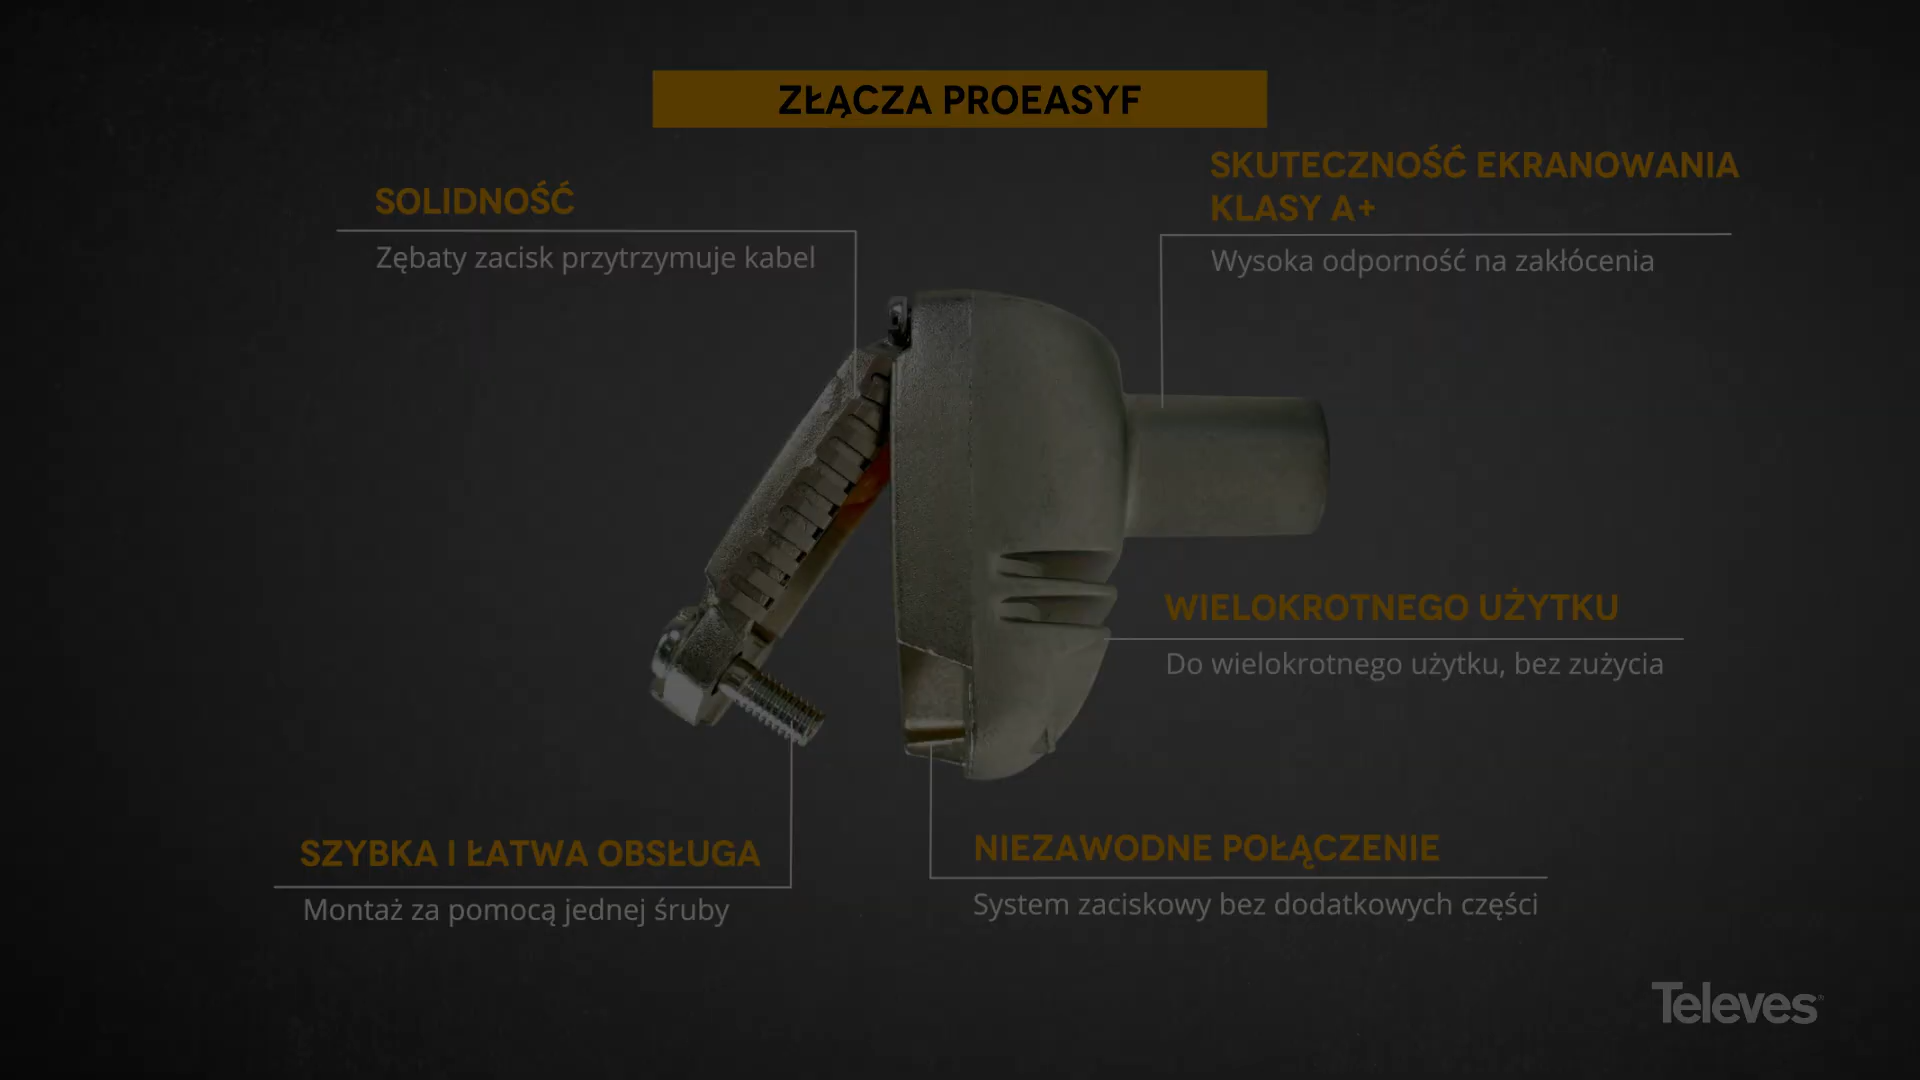 ZŁĄCZA PROEASYF
SOLIDNOŚĆ
Zębaty zacisk przytrzymuje kabel
SKUTECZNOŚĆ EKRANOWANIA
KLASY A+
Wysoka odporność na zakłócenia
WIELOKROTNEGO UŻYTKU
Do wielokrotnego użytku, bez zużycia
SZYBKA I ŁATWA OBSŁUGA
Montaż za pomocą jednej śruby
NIEZAWODNE POŁĄCZENIE
System zaciskowy bez dodatkowych części
Televes